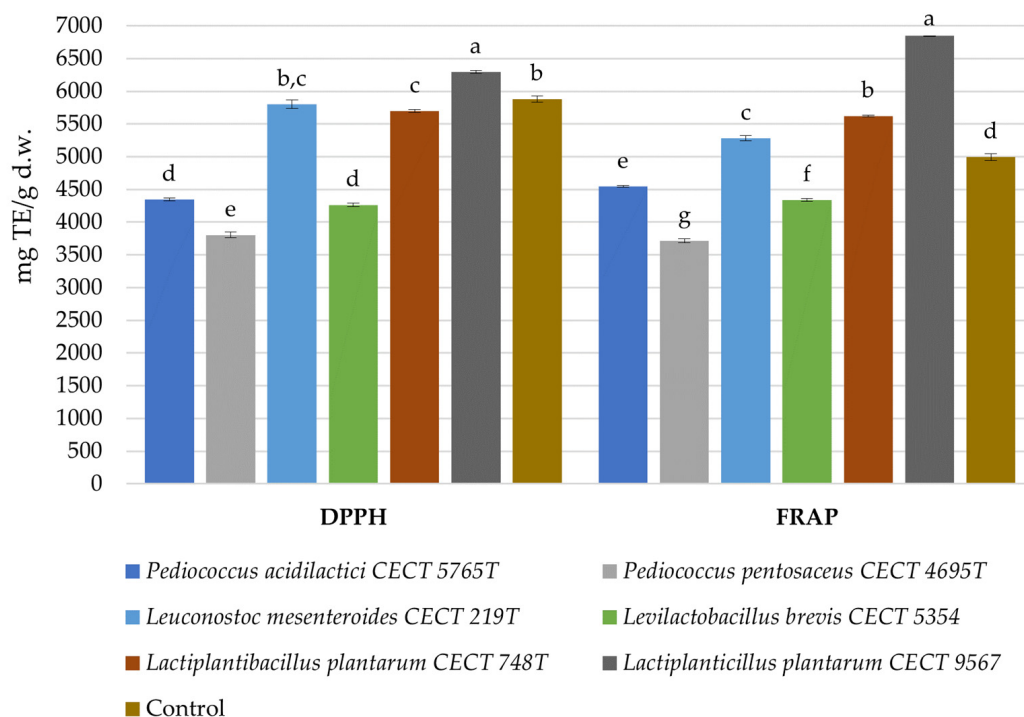 mg TE/g d.w.
7000
6500
6000
5500
5000
4500
4000
3500
3000
2500
2000
1500
1000
500
0
d
e
b,c
d
c
a
b
e
g
c
f
b
a
d
DPPH
FRAP
Pediococcus acidilactici CECT 5765T
Pediococcus pentosaceus CECT 4695T
Leuconostoc mesenteroides CECT 219T
Levilactobacillus brevis CECT 5354
Lactiplantibacillus plantarum CECT 748T
Lactiplanticillus plantarum CECT 9567
Control